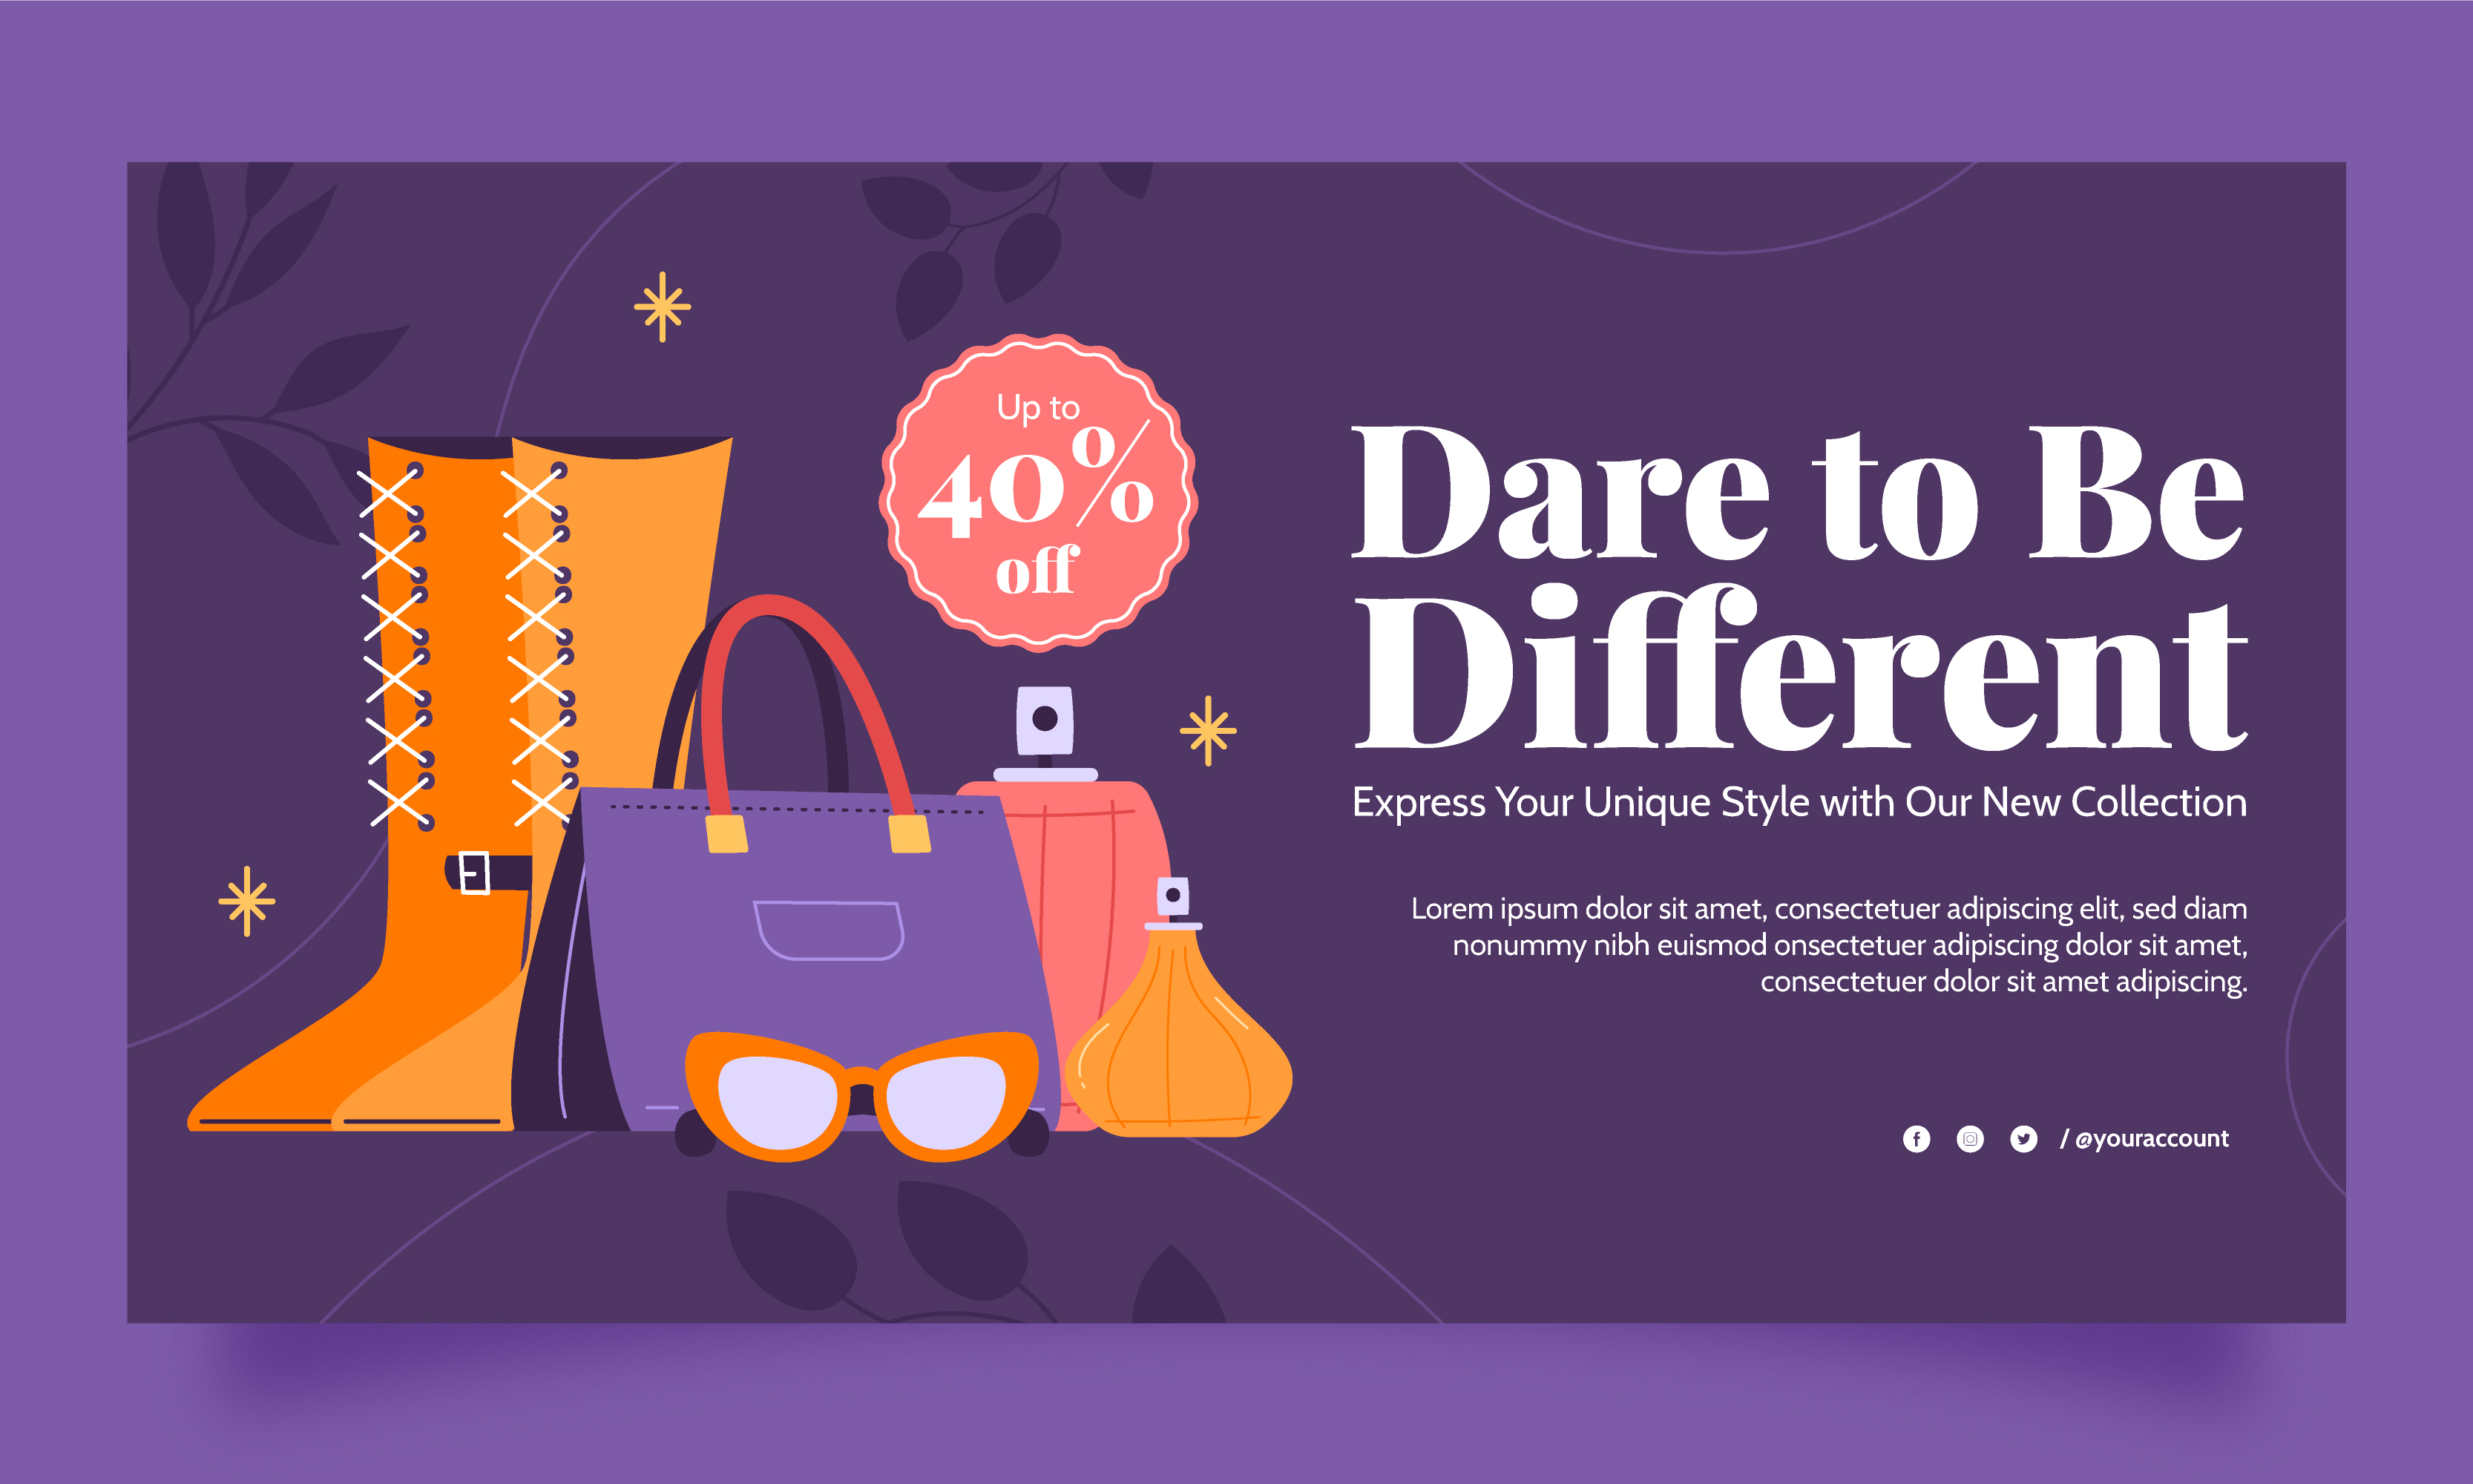 Up to
40%
off
Dare to Be
Different
Express Your Unique Style with Our New Collection
Lorem ipsum dolor sit amet, consectetuer adipiscing elit, sed diam
nonummy nibh euismod onsectetuer adipiscing dolor sit amet,
consectetuer dolor sit amet adipiscing.
/ @youraccount